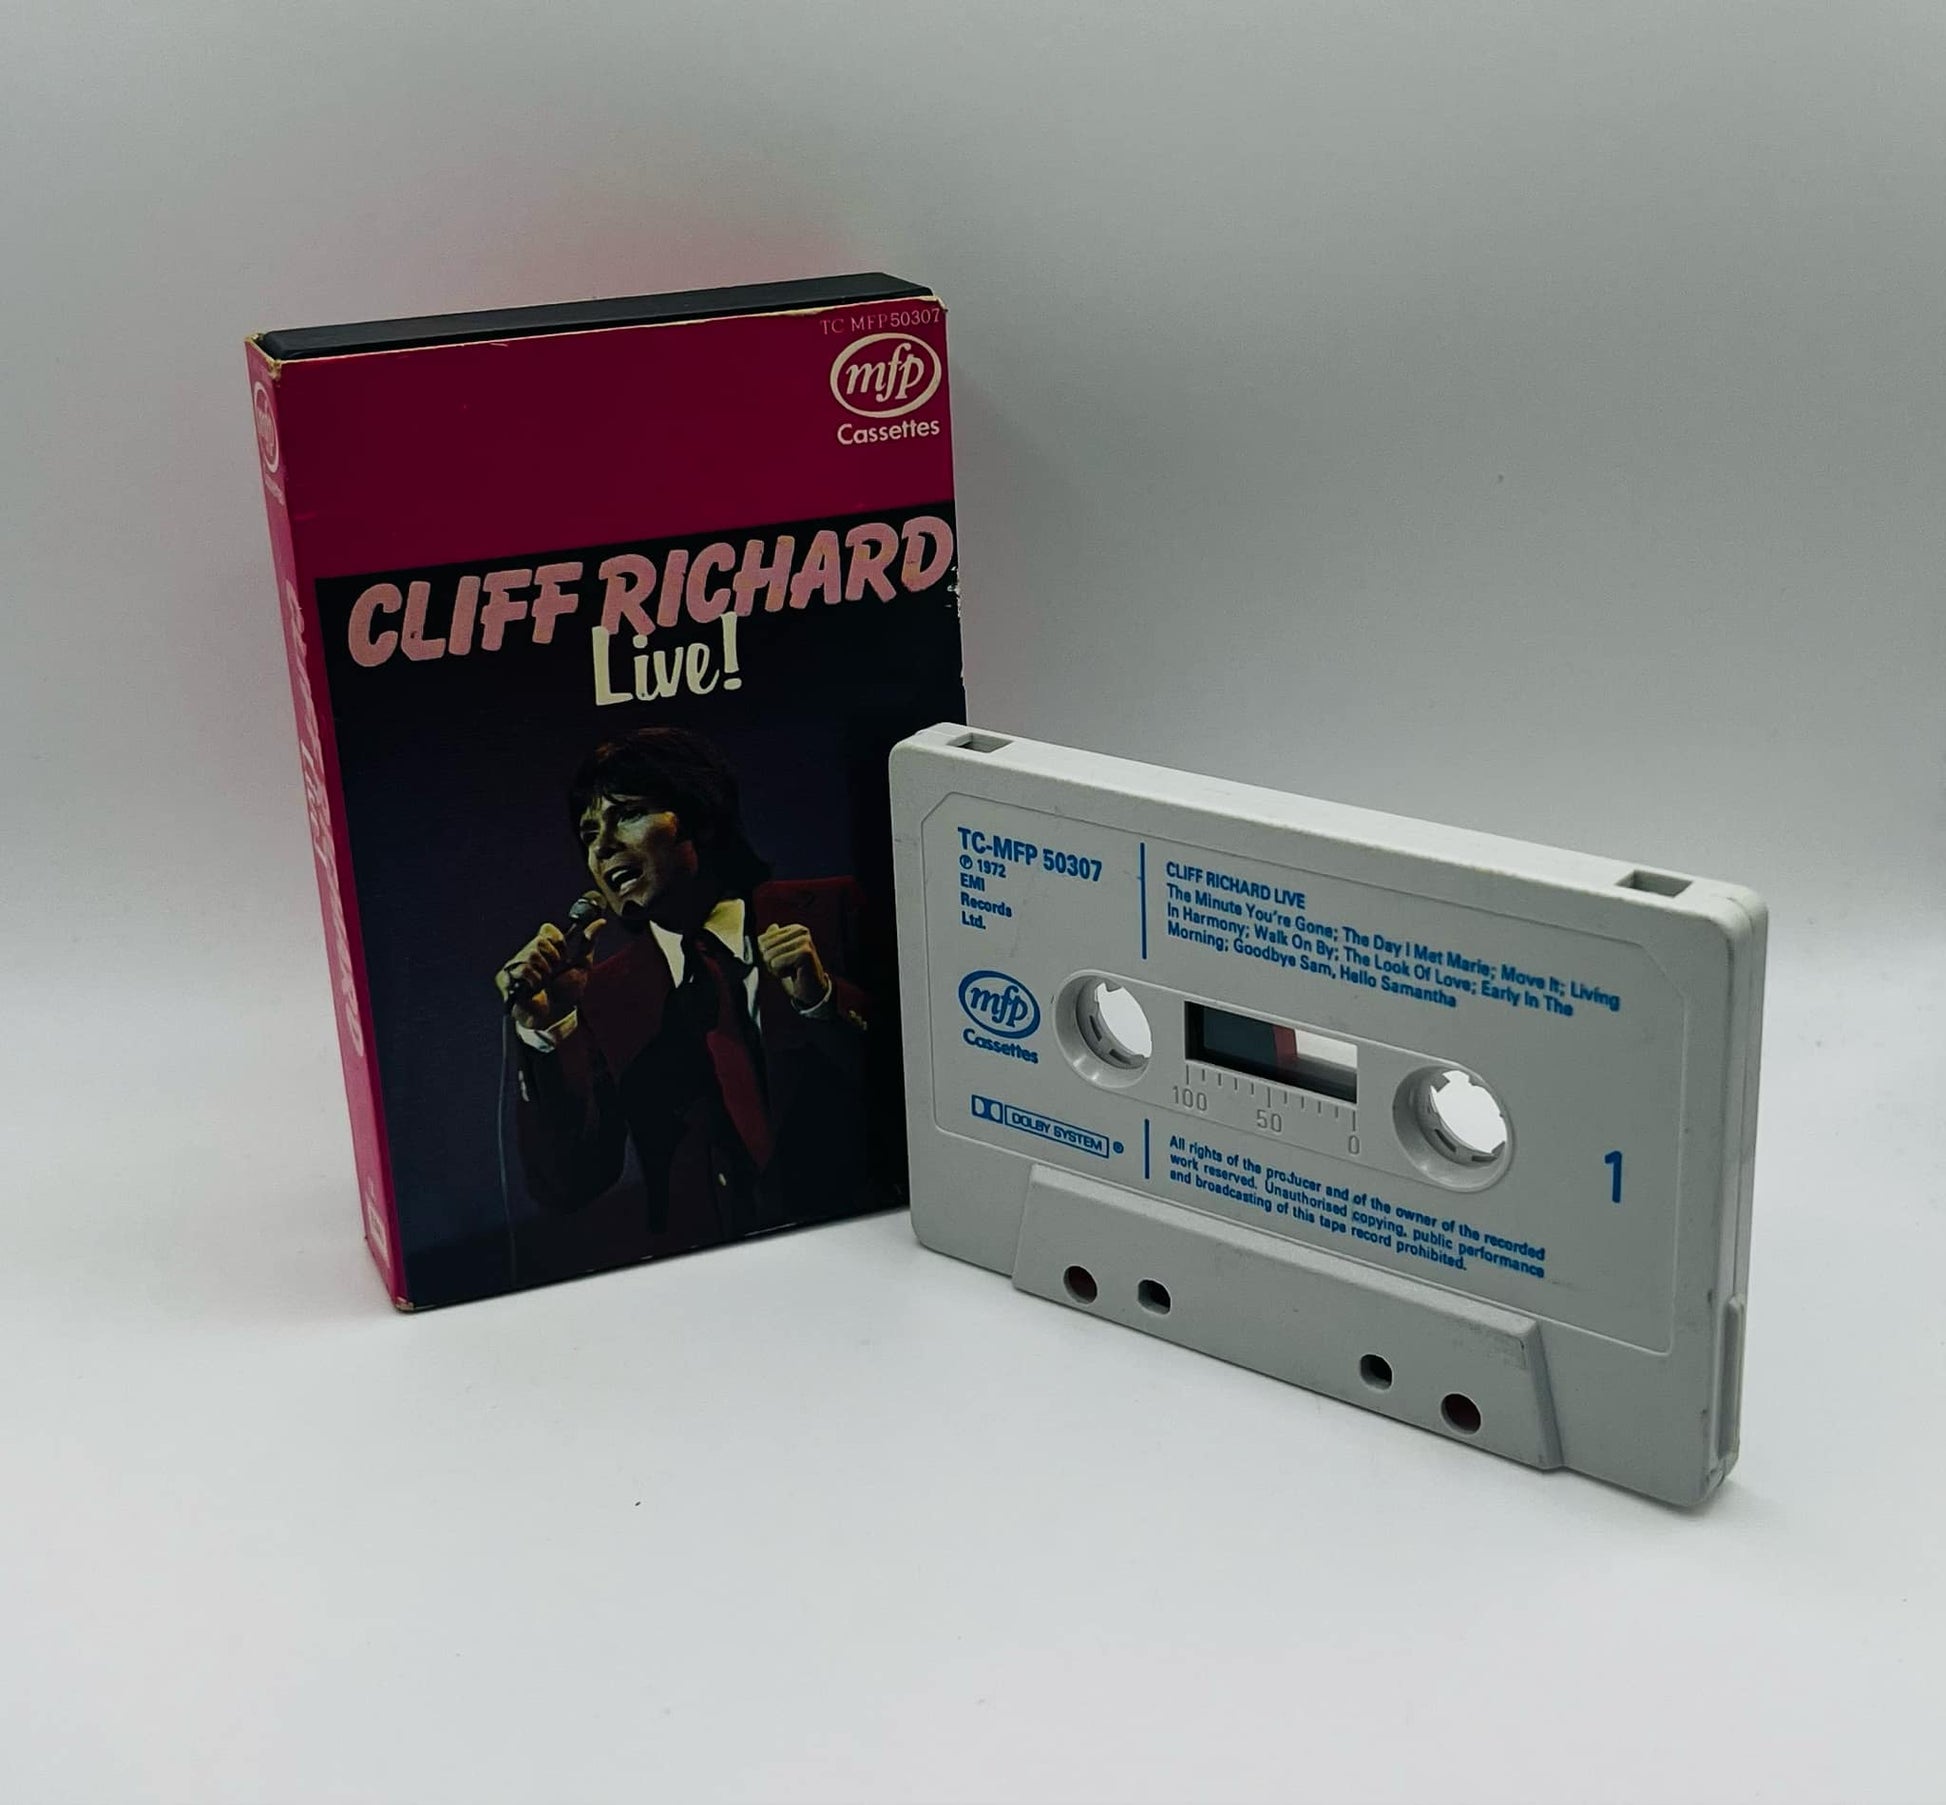 TC MFP50307
mfp
Cassettes
CLIFF RICHARD
Live!
mfp
CLIFF RICHARD
TC-MFP 50307
℗ 1972
EMI
Records
Ltd.
mfp
Cassettes
DOLBY SYSTEM ®
CLIFF RICHARD LIVE
The Minute You're Gone; The Day I Met Marie; Move It; Living
In Harmony; Walk On By; The Look Of Love; Early In The
Morning; Goodbye Sam, Hello Samantha
100 50 0
1
All rights of the producer and of the owner of the recorded
work reserved. Unauthorised copying, public performance
and broadcasting of this tape record prohibited.